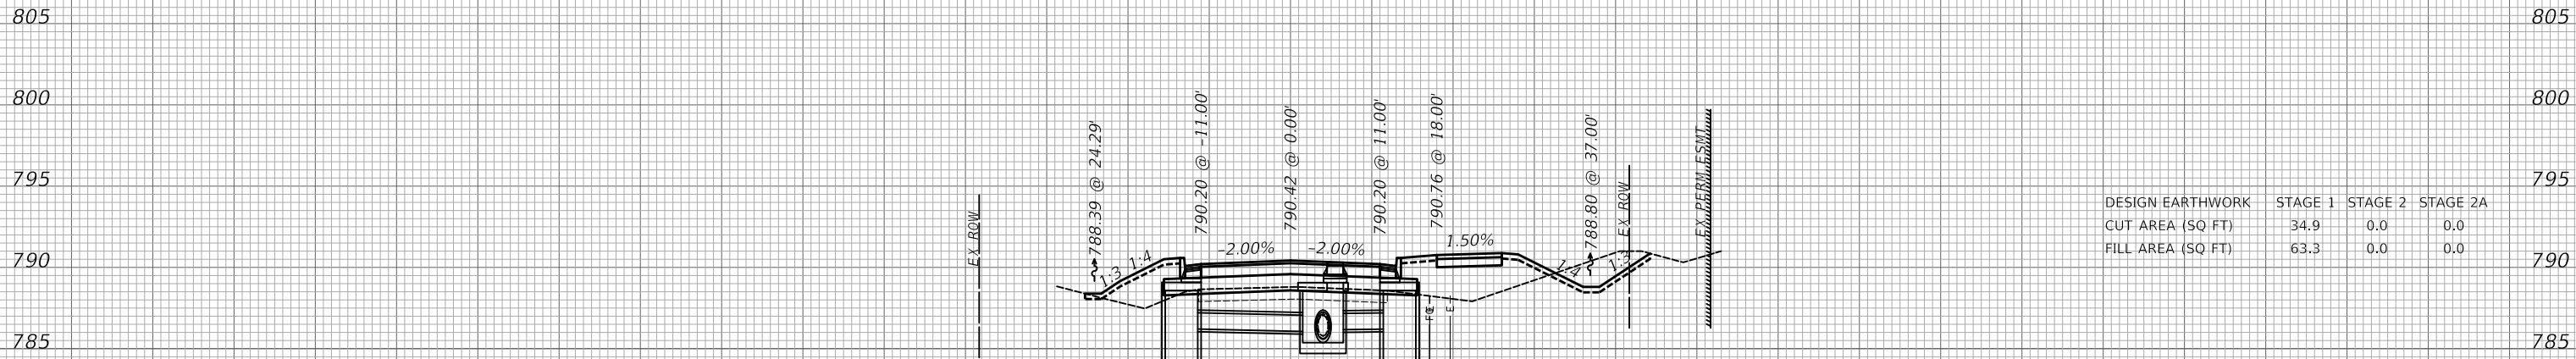 805 805
800 800
795 795
790 790
785 785
EX ROW
788.39 @ 24.29'
790.20 @ -11.00'
790.42 @ 0.00'
790.20 @ 11.00'
790.76 @ 18.00'
788.80 @ 37.00'
EX ROW
EX PERM ESMT
1:3
1:4
-2.00%
-2.00%
1.50%
1:4
1:3
DESIGN EARTHWORK STAGE 1 STAGE 2 STAGE 2A
CUT AREA (SQ FT) 34.9 0.0 0.0
FILL AREA (SQ FT) 63.3 0.0 0.0